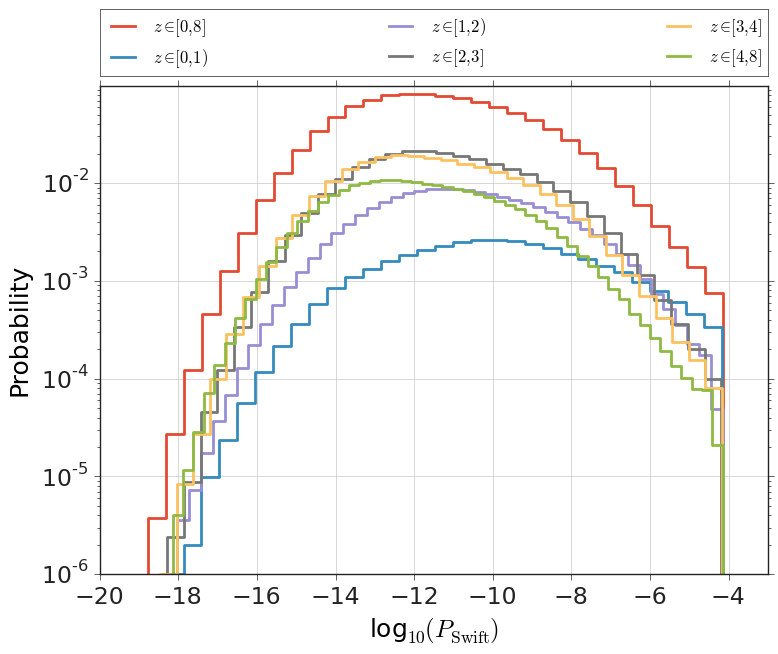 z∈[0,8] z∈[1,2) z∈[3,4]
z∈[0,1) z∈[2,3] z∈[4,8]
Probability
10⁻²
10⁻³
10⁻⁴
10⁻⁵
10⁻⁶
−20 −18 −16 −14 −12 −10 −8 −6 −4
log₁₀(P_Swift)